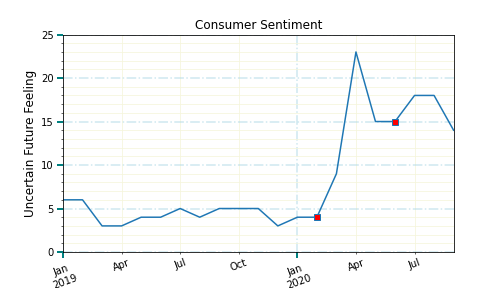 Consumer Sentiment
Uncertain Future Feeling
25
20
15
10
5
0
Jan
2019
Apr
Jul
Oct
Jan
2020
Apr
Jul